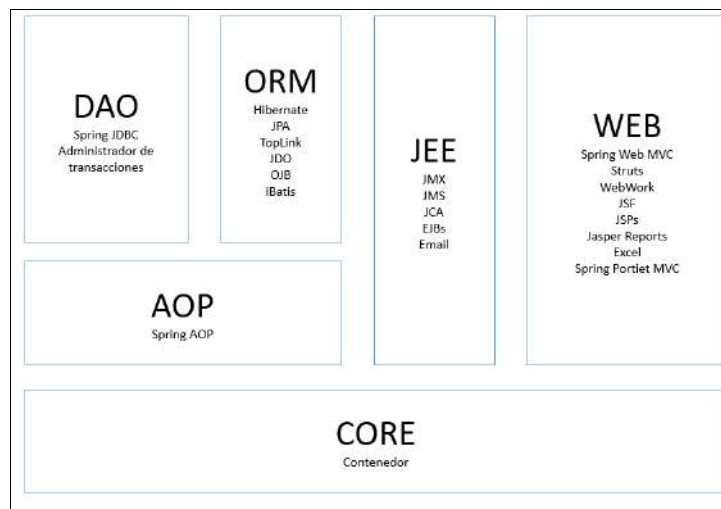 DAO
Spring JDBC
Administrador de
transacciones
ORM
Hibernate
JPA
TopLink
JDO
OJB
iBatis
JEE
JMX
JMS
JCA
EJBs
Email
WEB
Spring Web MVC
Struts
WebWork
JSF
JSPs
Jasper Reports
Excel
Spring Portlet MVC
AOP
Spring AOP
CORE
Contenedor